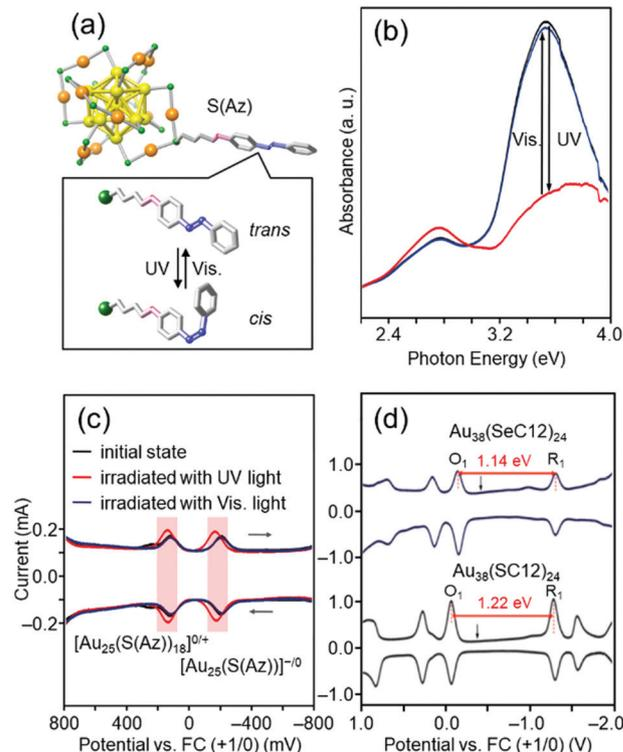 (a)
S(Az)
trans
UV Vis.
cis
(b)
Absorbance (a. u.)
Vis. UV
2.4 3.2 4.0
Photon Energy (eV)
(c)
initial state
irradiated with UV light
irradiated with Vis. light
Current (mA)
0.2
0.0
−0.2
[Au25(S(Az))18]0/+
[Au25(S(Az))]−/0
800 400 0 −400 −800
Potential vs. FC (+1/0) (mV)
(d)
Au38(SeC12)24
O1 1.14 eV R1
1.0
0.0
−1.0
Au38(SC12)24
O1 1.22 eV R1
1.0
0.0
−1.0
1.0 0.0 −1.0 −2.0
Potential vs. FC (+1/0) (V)